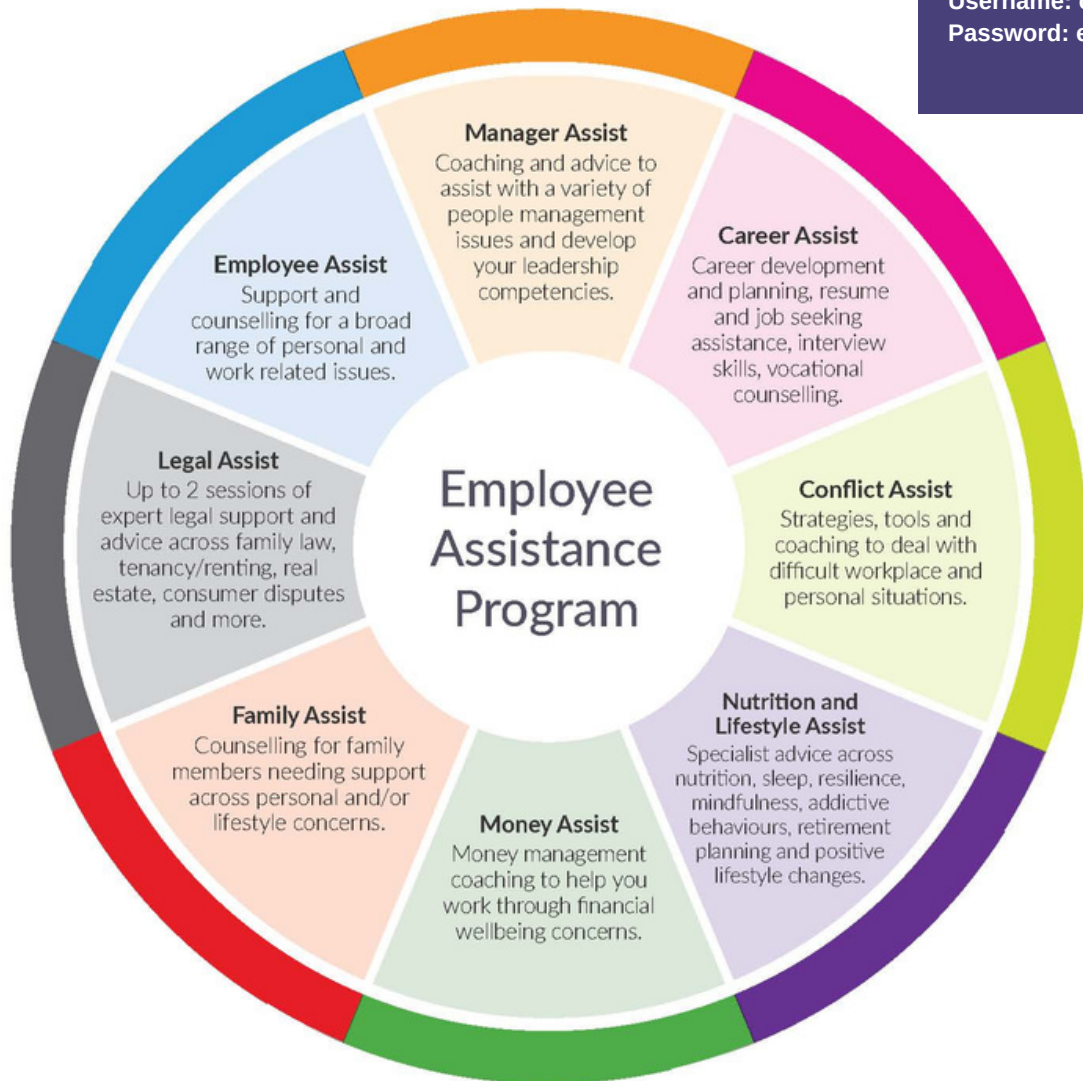 Username:
Password:
Manager Assist
Coaching and advice to
assist with a variety of
people management
issues and develop
your leadership
competencies.
Career Assist
Career development
and planning, resume
and job seeking
assistance, interview
skills, vocational
counselling.
Conflict Assist
Strategies, tools and
coaching to deal with
difficult workplace and
personal situations.
Nutrition and
Lifestyle Assist
Specialist advice across
nutrition, sleep, resilience,
mindfulness, addictive
behaviours, retirement
planning and positive
lifestyle changes.
Money Assist
Money management
coaching to help you
work through financial
wellbeing concerns.
Family Assist
Counselling for family
members needing support
across personal and/or
lifestyle concerns.
Legal Assist
Up to 2 sessions of
expert legal support and
advice across family law,
tenancy/renting, real
estate, consumer disputes
and more.
Employee Assist
Support and
counselling for a broad
range of personal and
work related issues.
Employee
Assistance
Program